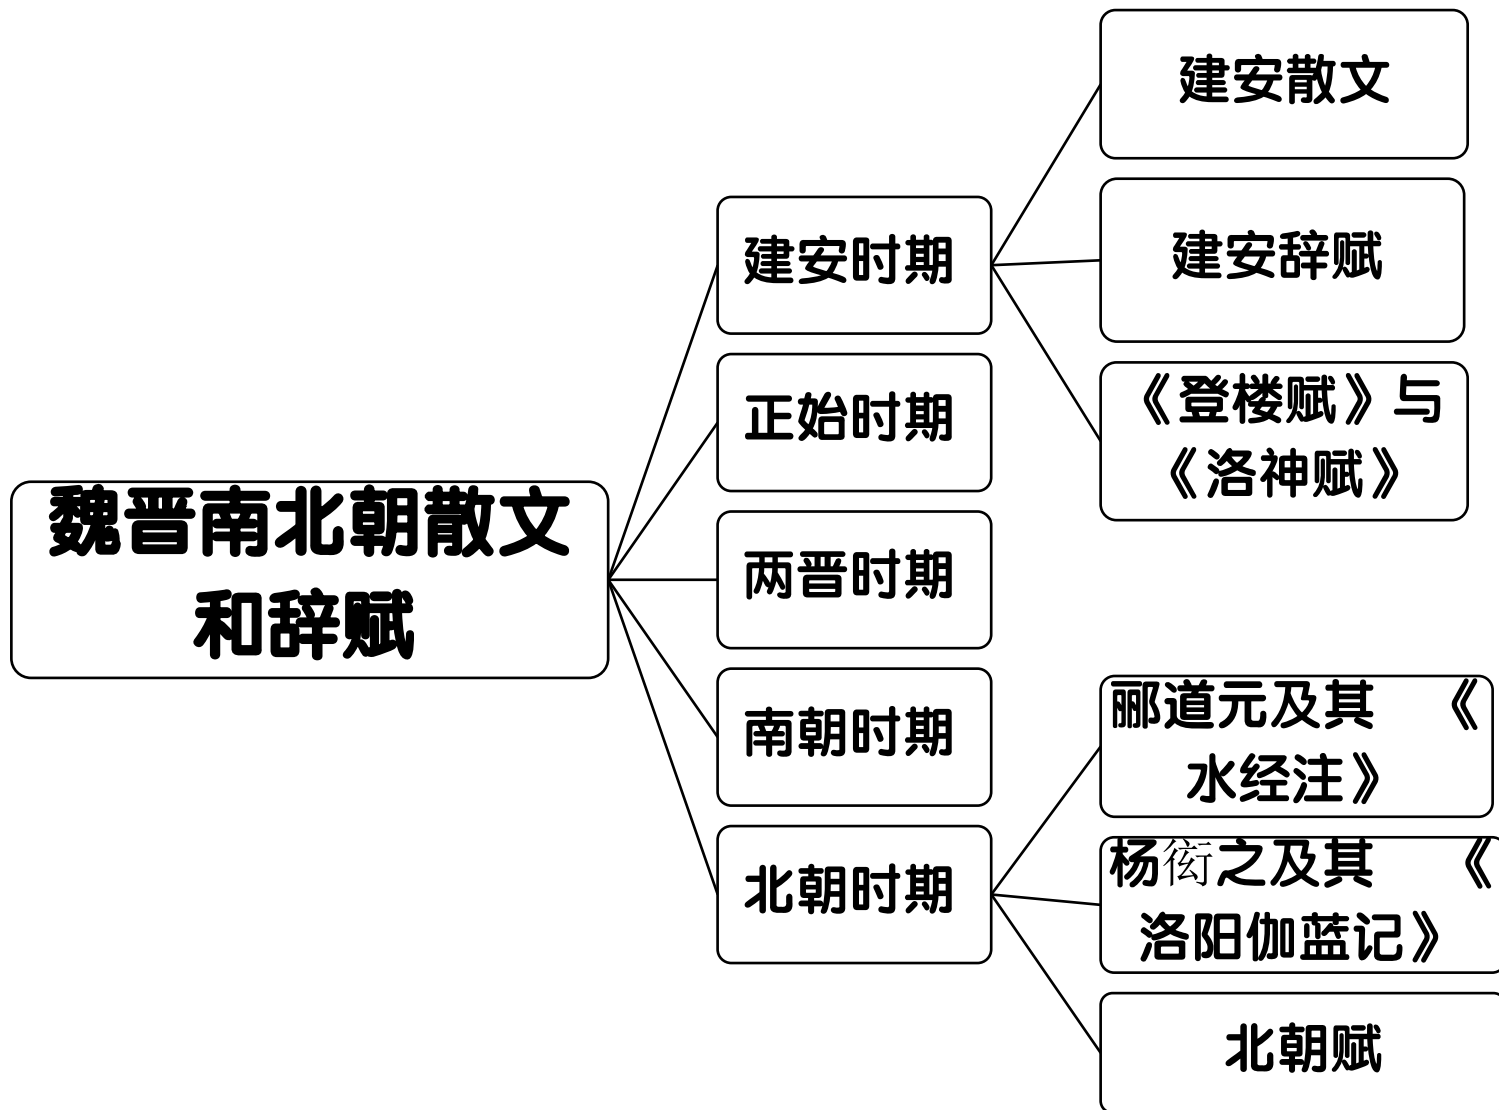 魏晋南北朝散文
和辞赋
建安时期
正始时期
两晋时期
南朝时期
北朝时期
建安散文
建安辞赋
《登楼赋》与
《洛神赋》
郦道元及其 《
水经注》
杨衒之及其 《
洛阳伽蓝记》
北朝赋